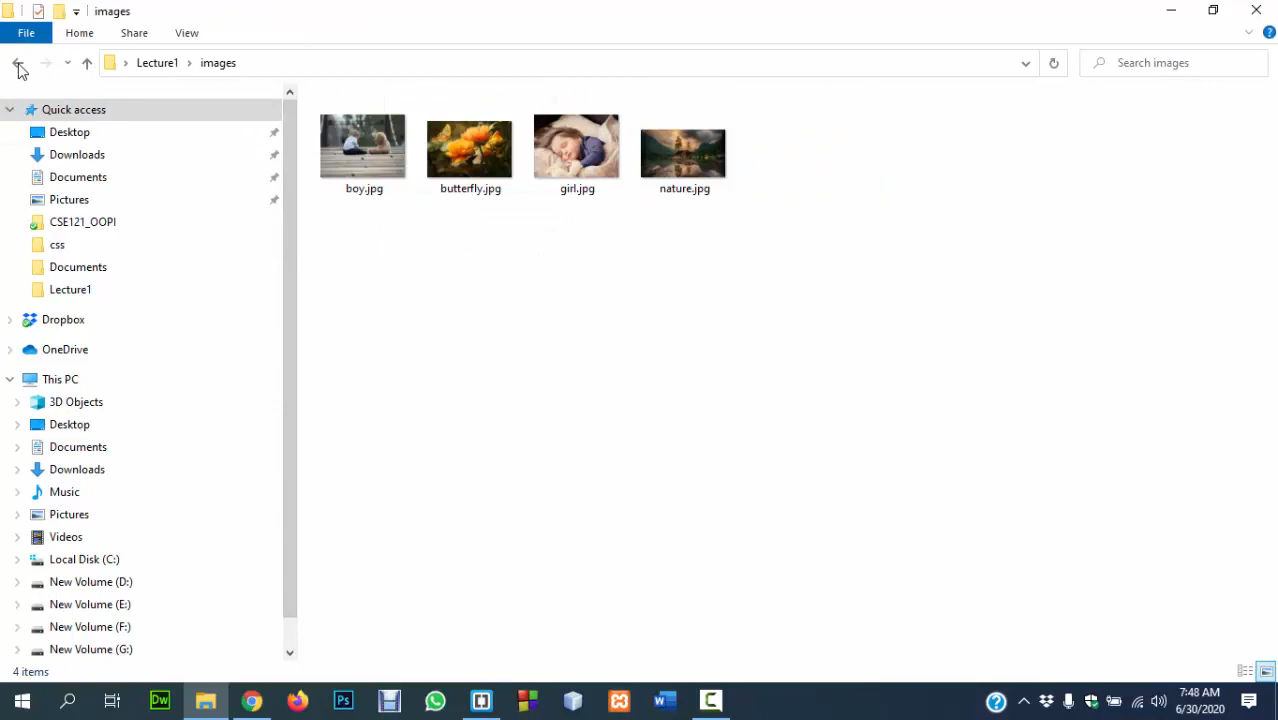 images
File Home Share View
Lecture1 images
Search images
Quick access
Desktop
Downloads
Documents
Pictures
CSE121_OOPI
css
Documents
Lecture1
Dropbox
OneDrive
This PC
3D Objects
Desktop
Documents
Downloads
Music
Pictures
Videos
Local Disk (C:)
New Volume (D:)
New Volume (E:)
New Volume (F:)
New Volume (G:)
boy.jpg butterfly.jpg girl.jpg nature.jpg
4 items
Dw Ps W C
7:48 AM
6/30/2020